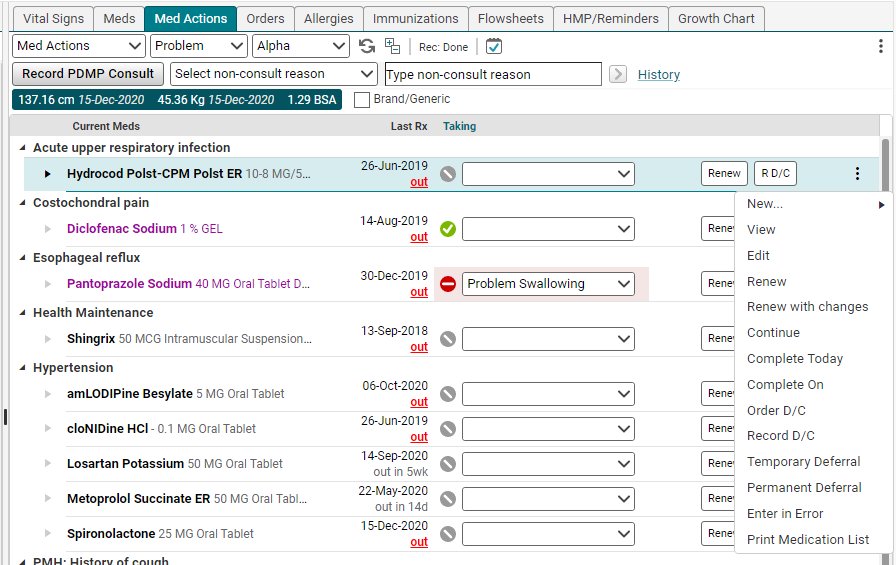 Vital Signs Meds Med Actions Orders Allergies Immunizations Flowsheets HMP/Reminders Growth Chart
Med Actions Problem Alpha Rec: Done
Record PDMP Consult Select non-consult reason Type non-consult reason History
137.16 cm 15-Dec-2020 45.36 Kg 15-Dec-2020 1.29 BSA Brand/Generic
Current Meds Last Rx Taking
Acute upper respiratory infection
Hydrocod Polst-CPM Polst ER 10-8 MG/5... 26-Jun-2019 Renew R D/C
out
New...
Costochondral pain
View
Diclofenac Sodium 1 % GEL 14-Aug-2019 Rene
out
Edit
Esophageal reflux
Renew
Pantoprazole Sodium 40 MG Oral Tablet D... 30-Dec-2019 Problem Swallowing Rene
out
Renew with changes
Health Maintenance
Continue
Shingrix 50 MCG Intramuscular Suspension... 13-Sep-2018 Rene
out
Complete Today
Hypertension
Complete On
amLODIPine Besylate 5 MG Oral Tablet 06-Oct-2020 Rene
out
Order D/C
cloNIDine HCl - 0.1 MG Oral Tablet 26-Jun-2019 Rene
out
Record D/C
Losartan Potassium 50 MG Oral Tablet 14-Sep-2020 Rene
out in 5wk
Temporary Deferral
Permanent Deferral
Metoprolol Succinate ER 50 MG Oral Tabl... 22-May-2020 Rene
out in 14d
Enter in Error
Spironolactone 25 MG Oral Tablet 15-Dec-2020 Rene
out
Print Medication List
PMH: History of cough